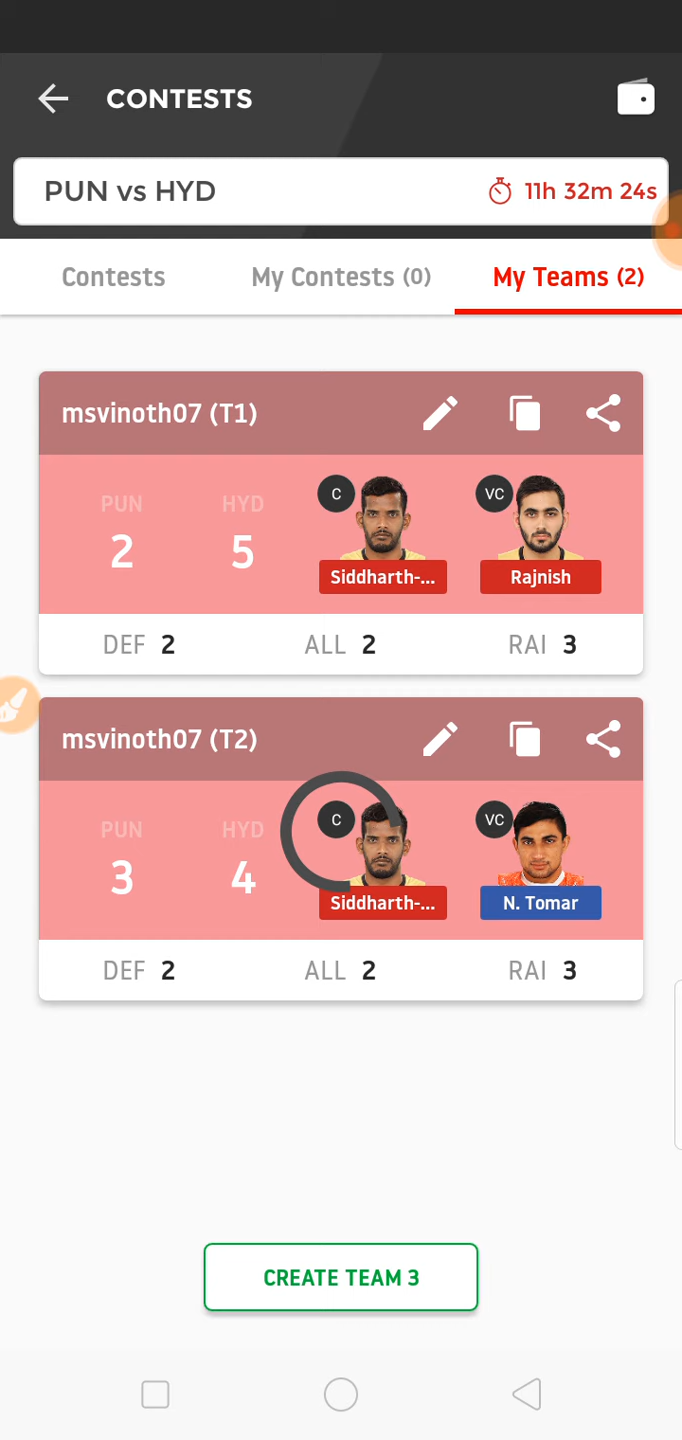 CONTESTS
PUN vs HYD 11h 32m 24s
Contests My Contests (0) My Teams (2)
msvinoth07 (T1)
C VC
PUN HYD
2 5
Siddharth-... Rajnish
DEF 2 ALL 2 RAI 3
msvinoth07 (T2)
C VC
PUN HYD
3 4
Siddharth-... N. Tomar
DEF 2 ALL 2 RAI 3
CREATE TEAM 3